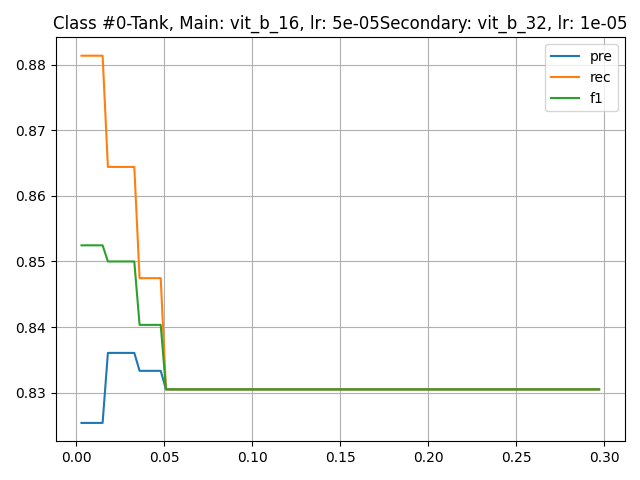 Class #0-Tank, Main: vit_b_16, lr: 5e-05Secondary: vit_b_32, lr: 1e-05
pre
rec
f1
0.88
0.87
0.86
0.85
0.84
0.83
0.00 0.05 0.10 0.15 0.20 0.25 0.30